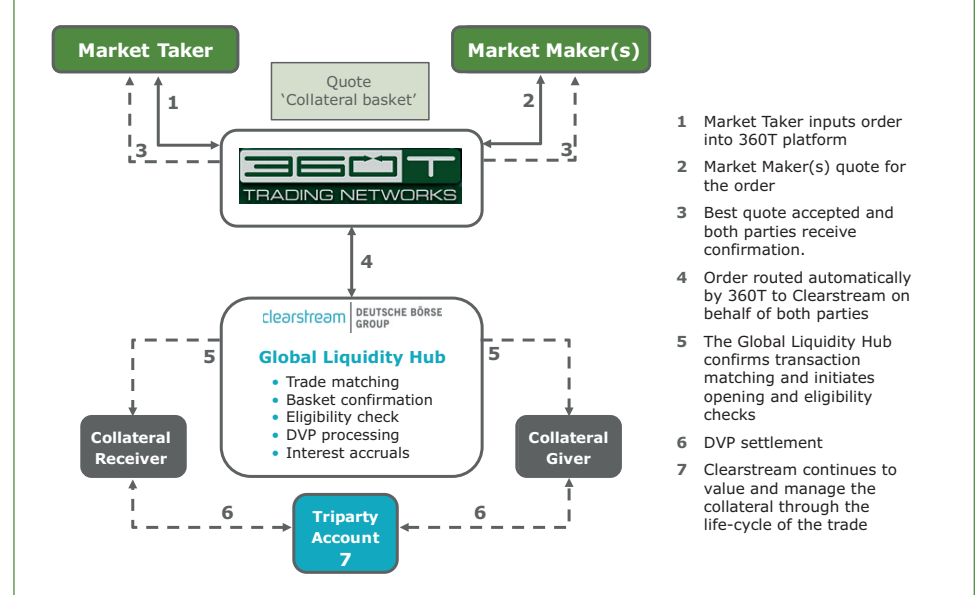 Market Taker
Market Maker(s)
Quote
‘Collateral basket’
1
2
3
3
360T
TRADING NETWORKS
4
clearstream
DEUTSCHE BÖRSE
GROUP
Global Liquidity Hub
• Trade matching
• Basket confirmation
• Eligibility check
• DVP processing
• Interest accruals
5
5
Collateral
Receiver
Collateral
Giver
6
6
Triparty
Account
7
1 Market Taker inputs order
into 360T platform
2 Market Maker(s) quote for
the order
3 Best quote accepted and
both parties receive
confirmation.
4 Order routed automatically
by 360T to Clearstream on
behalf of both parties
5 The Global Liquidity Hub
confirms transaction
matching and initiates
opening and eligibility
checks
6 DVP settlement
7 Clearstream continues to
value and manage the
collateral through the
life-cycle of the trade